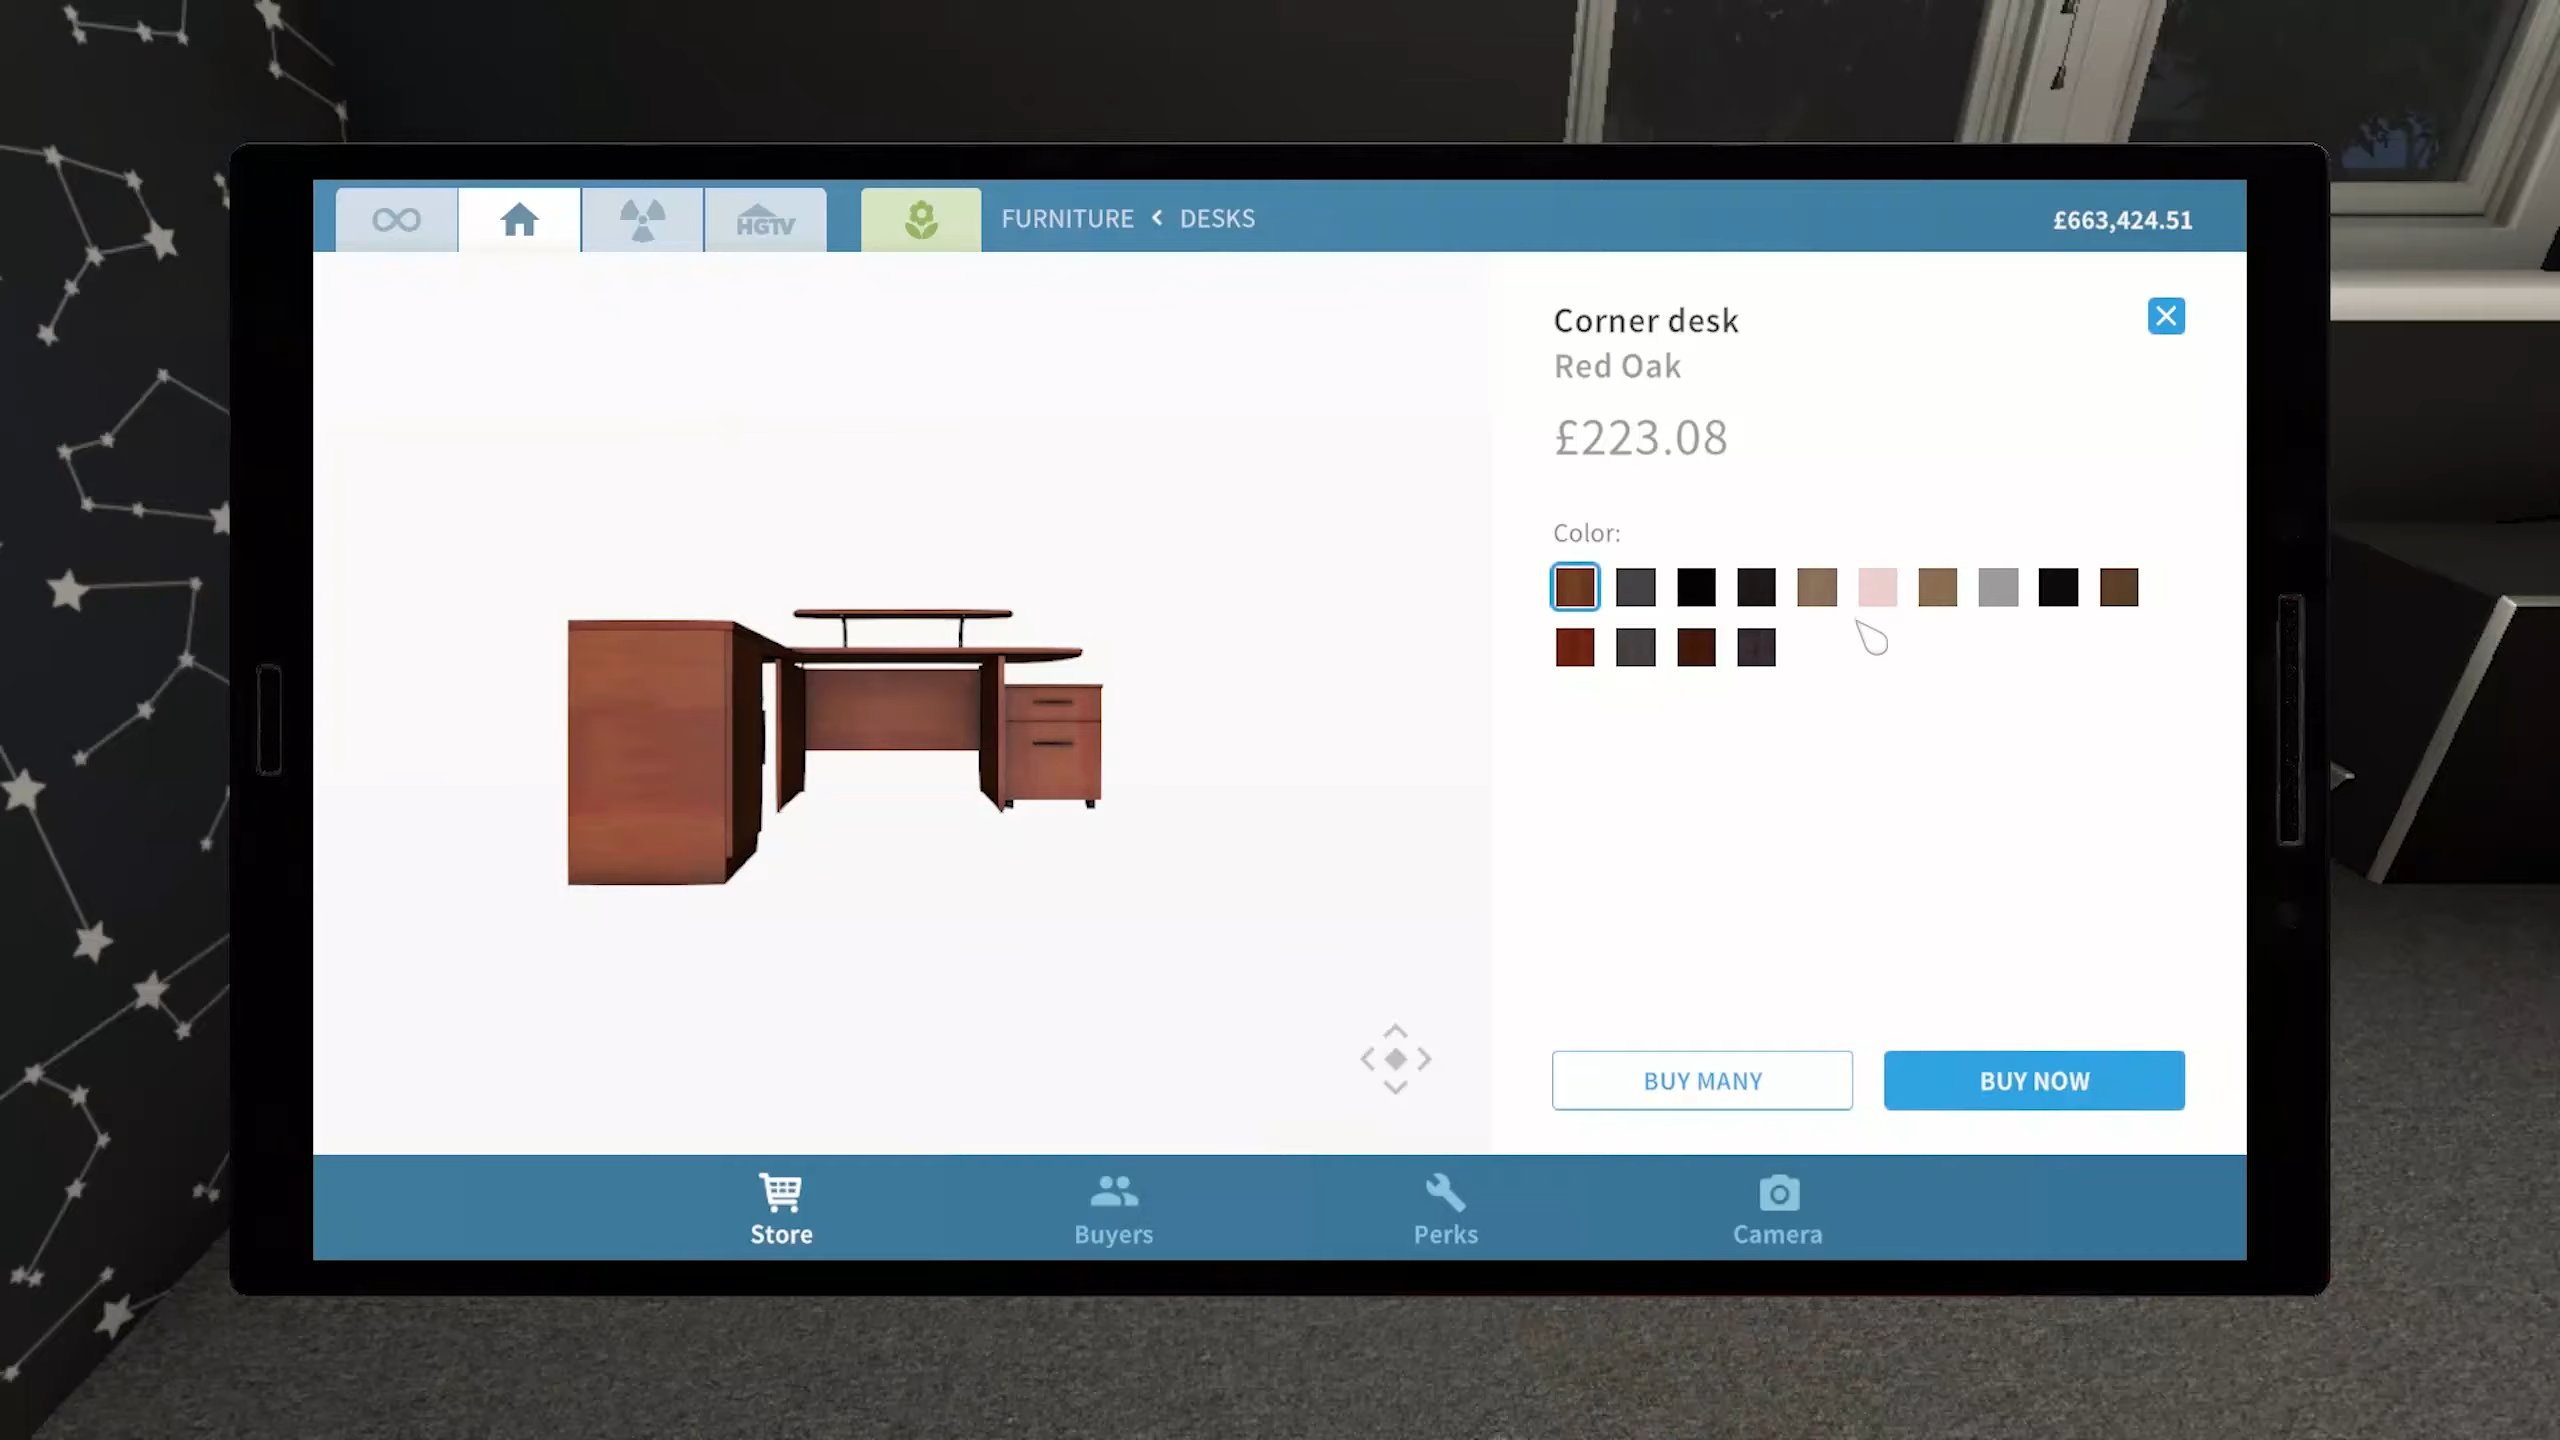 HGTV
FURNITURE < DESKS
£663,424.51
Corner desk
Red Oak
£223.08
Color:
BUY MANY
BUY NOW
Store
Buyers
Perks
Camera